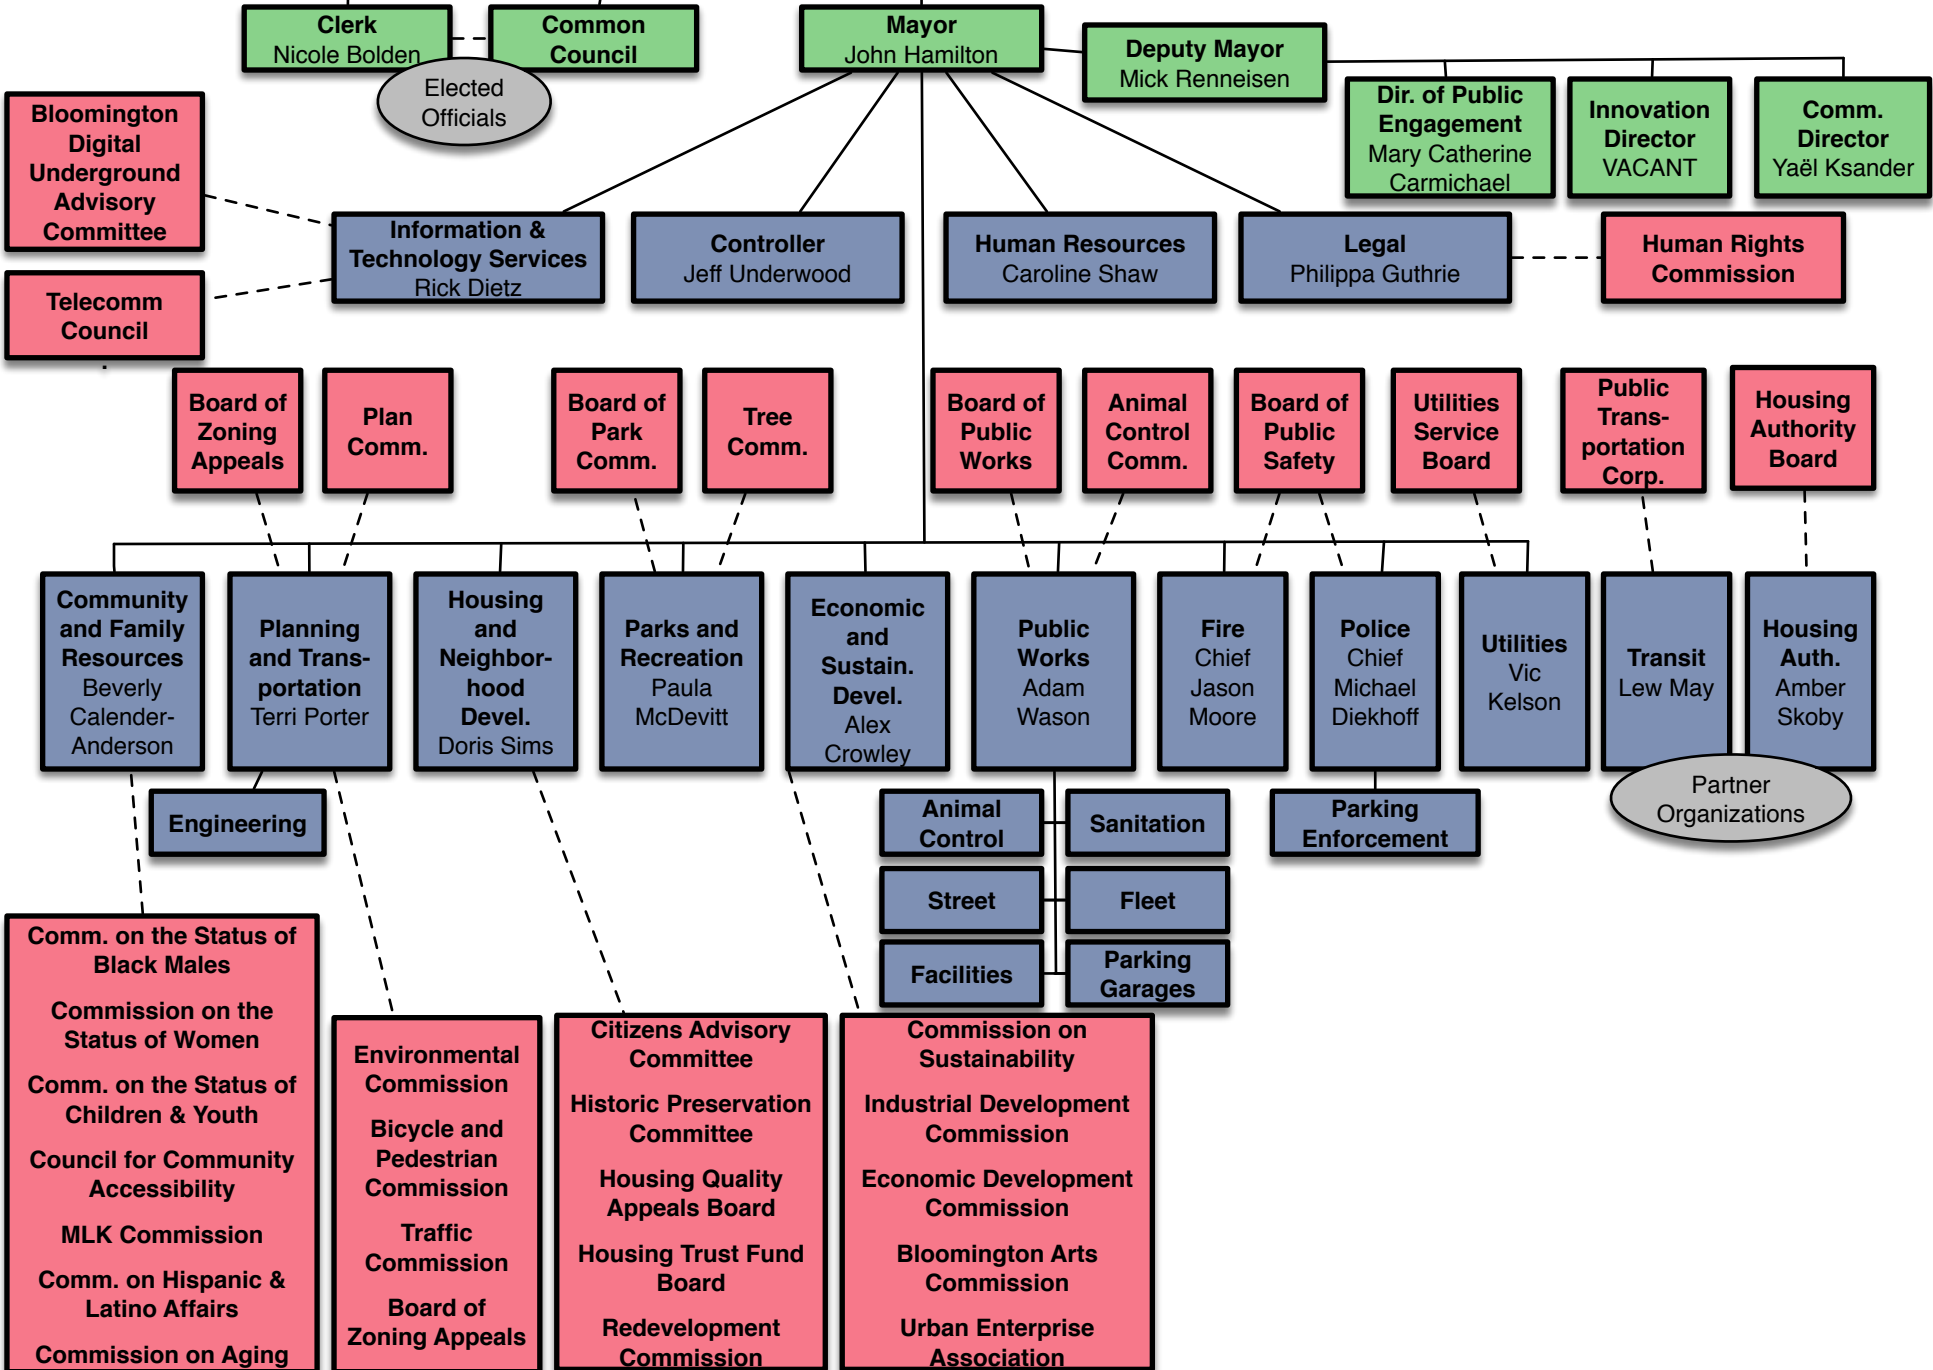 Clerk
Nicole Bolden
Common
Council
Elected
Officials
Mayor
John Hamilton
Deputy Mayor
Mick Renneisen
Dir. of Public
Engagement
Mary Catherine
Carmichael
Innovation
Director
VACANT
Comm.
Director
Yaël Ksander
Bloomington
Digital
Underground
Advisory
Committee
Telecomm
Council
.
Information &
Technology Services
Rick Dietz
Controller
Jeff Underwood
Human Resources
Caroline Shaw
Legal
Philippa Guthrie
Human Rights
Commission
Board of
Zoning
Appeals
Plan
Comm.
Board of
Park
Comm.
Tree
Comm.
Board of
Public
Works
Animal
Control
Comm.
Board of
Public
Safety
Utilities
Service
Board
Public
Trans-
portation
Corp.
Housing
Authority
Board
Community
and Family
Resources
Beverly
Calender-
Anderson
Planning
and Trans-
portation
Terri Porter
Housing
and
Neighbor-
hood
Devel.
Doris Sims
Parks and
Recreation
Paula
McDevitt
Economic
and
Sustain.
Devel.
Alex
Crowley
Public
Works
Adam
Wason
Fire
Chief
Jason
Moore
Police
Chief
Michael
Diekhoff
Utilities
Vic
Kelson
Transit
Lew May
Housing
Auth.
Amber
Skoby
Partner
Organizations
Engineering
Animal
Control
Sanitation
Street
Fleet
Facilities
Parking
Garages
Parking
Enforcement
Comm. on the Status of
Black Males
Commission on the
Status of Women
Comm. on the Status of
Children & Youth
Council for Community
Accessibility
MLK Commission
Comm. on Hispanic &
Latino Affairs
Commission on Aging
Environmental
Commission
Bicycle and
Pedestrian
Commission
Traffic
Commission
Board of
Zoning Appeals
Citizens Advisory
Committee
Historic Preservation
Committee
Housing Quality
Appeals Board
Housing Trust Fund
Board
Redevelopment
Commission
Commission on
Sustainability
Industrial Development
Commission
Economic Development
Commission
Bloomington Arts
Commission
Urban Enterprise
Association